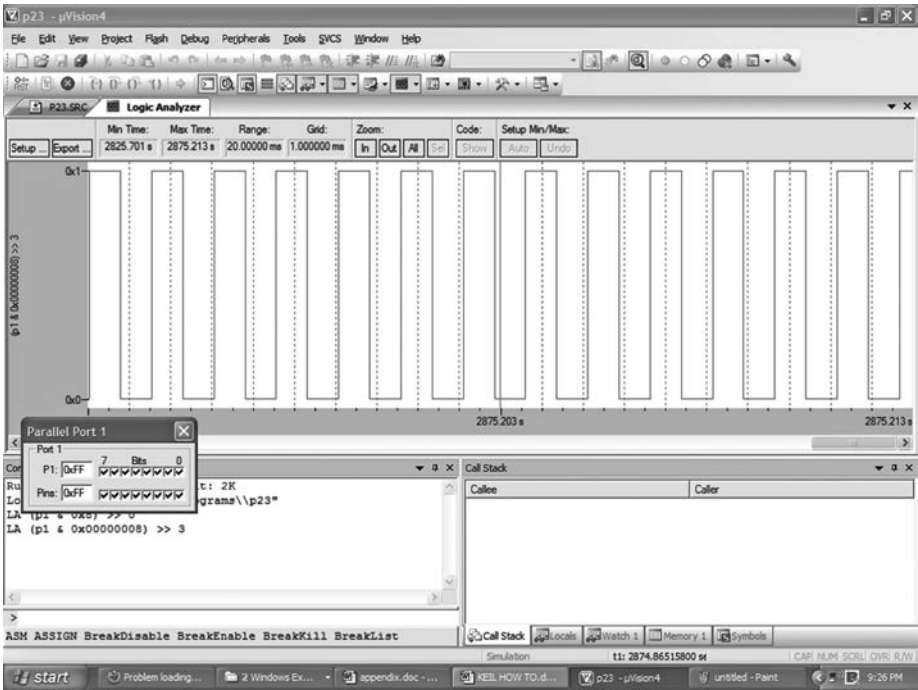 p23 - µVision4
File Edit View Project Flash Debug Peripherals Tools SVCS Window Help
P23.SRC Logic Analyzer
Min Time: Max Time: Range: Grid: Zoom: Code: Setup Min/Max:
Setup ... Export ... 2825.701 s 2875.213 s 20.00000 ms 1.000000 ms In Out All Sel Show Auto Undo
0x1
(p1 & 0x00000008) >> 3
0x0
2875.203 s 2875.213 s
Parallel Port 1
Port 1
7 Bits 0
P1: 0xFF
Pins: 0xFF
t: 2K
grams\\p23"
LA (p1 & 0x8) >> 0
LA (p1 & 0x00000008) >> 3
>
ASM ASSIGN BreakDisable BreakEnable BreakKill BreakList
Call Stack
Callee Caller
Call Stack Locals Watch 1 Memory 1 Symbols
Simulation t1: 2874.86515800 se CAP NUM SCRL OVR R/W
start Problem loading... 2 Windows Ex... appendix.doc - ... KEIL HOW TO.d... p23 - µVision4 untitled - Paint 9:26 PM